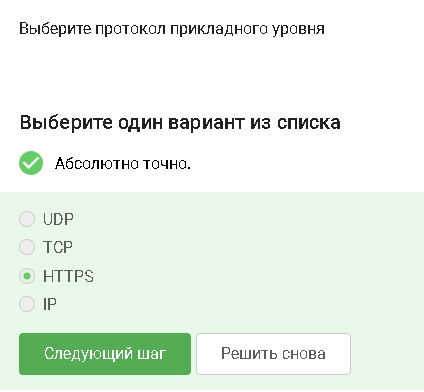 Выберите протокол прикладного уровня
Выберите один вариант из списка
Абсолютно точно.
UDP
TCP
HTTPS
IP
Следующий шаг
Решить снова